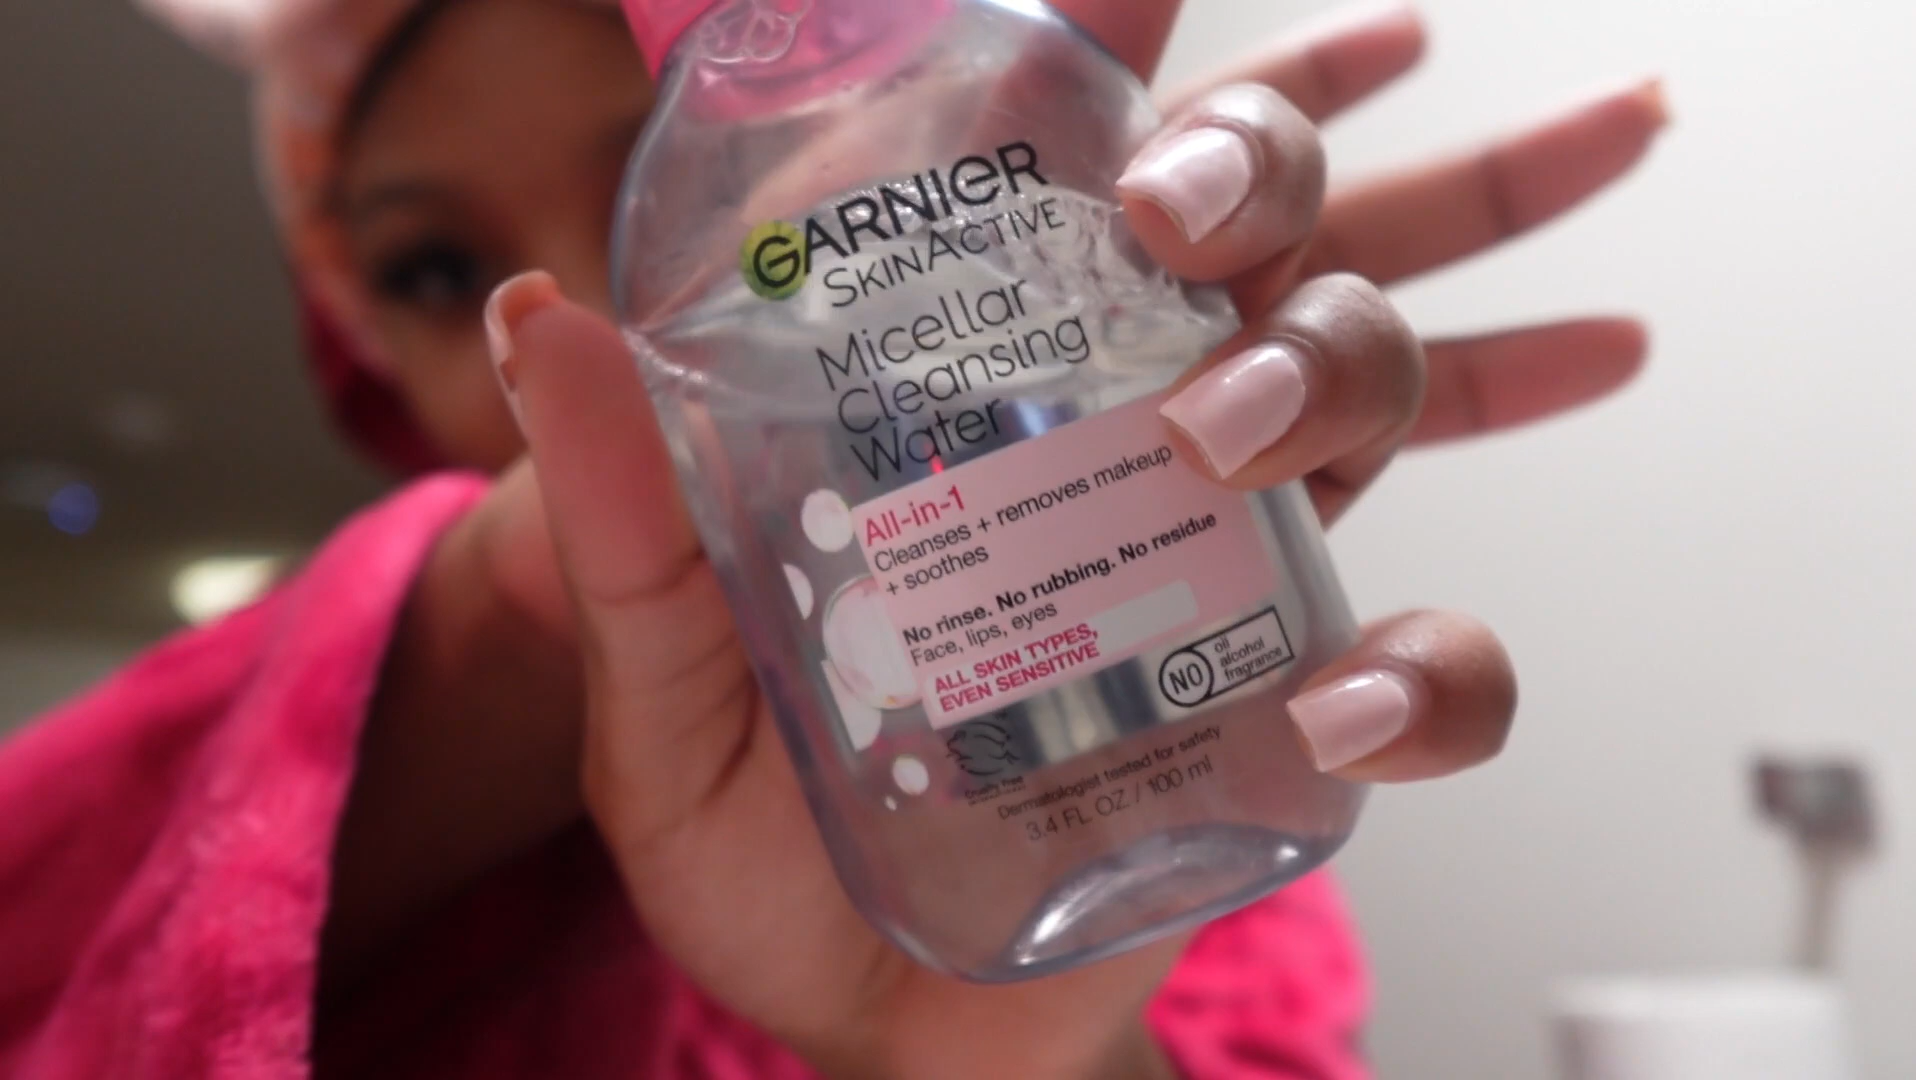 GARNIER
SKINACTIVE
Micellar
Cleansing
Water
All-in-1
Cleanses + removes makeup
+ soothes
No rinse. No rubbing. No residue
Face, lips, eyes
ALL SKIN TYPES,
EVEN SENSITIVE
NO
oil
alcohol
fragrance
Cruelty free
Dermatologist tested for safety
3.4 FL OZ / 100 ml